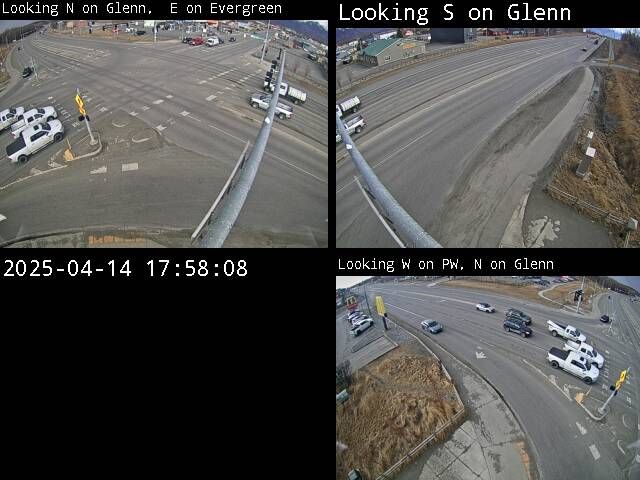 Looking N on Glenn,  E on Evergreen
Looking S on Glenn
2025-04-14 17:58:08
Looking W on PW, N on Glenn